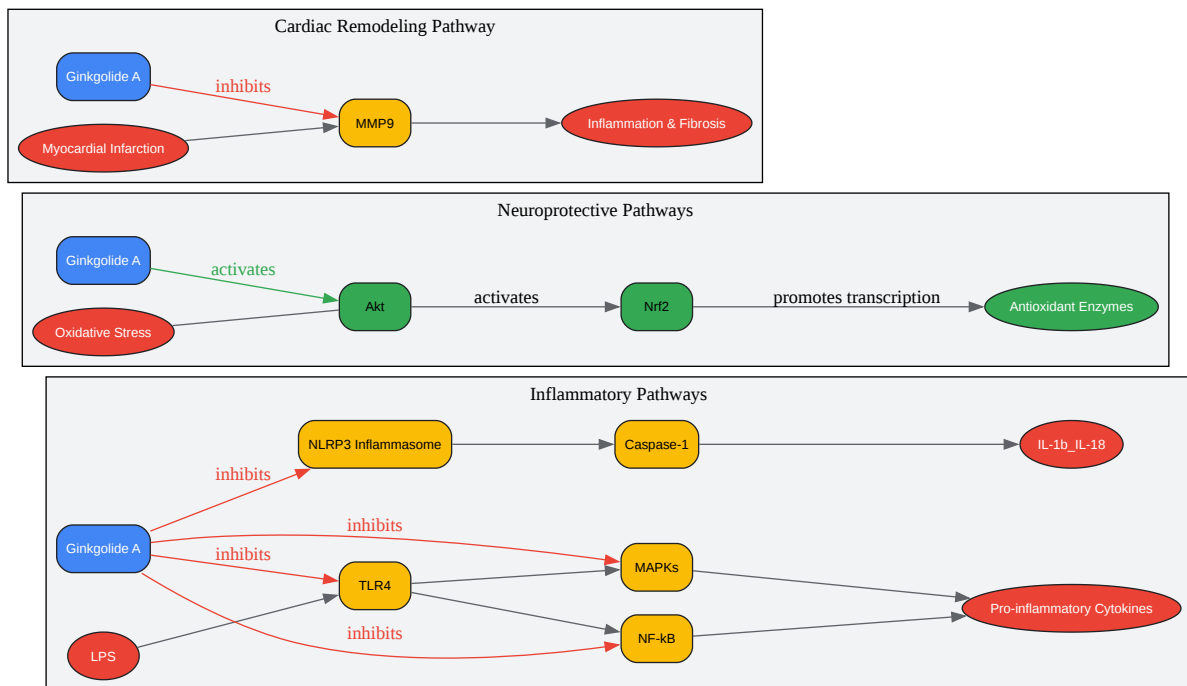 Cardiac Remodeling Pathway
Ginkgolide A
inhibits
MMP9
Inflammation & Fibrosis
Myocardial Infarction
Neuroprotective Pathways
Ginkgolide A
activates
Akt
activates
Nrf2
promotes transcription
Antioxidant Enzymes
Oxidative Stress
Inflammatory Pathways
NLRP3 Inflammasome
Caspase-1
IL-1b_IL-18
inhibits
Ginkgolide A
inhibits
inhibits
MAPKs
TLR4
Pro-inflammatory Cytokines
inhibits
NF-kB
LPS